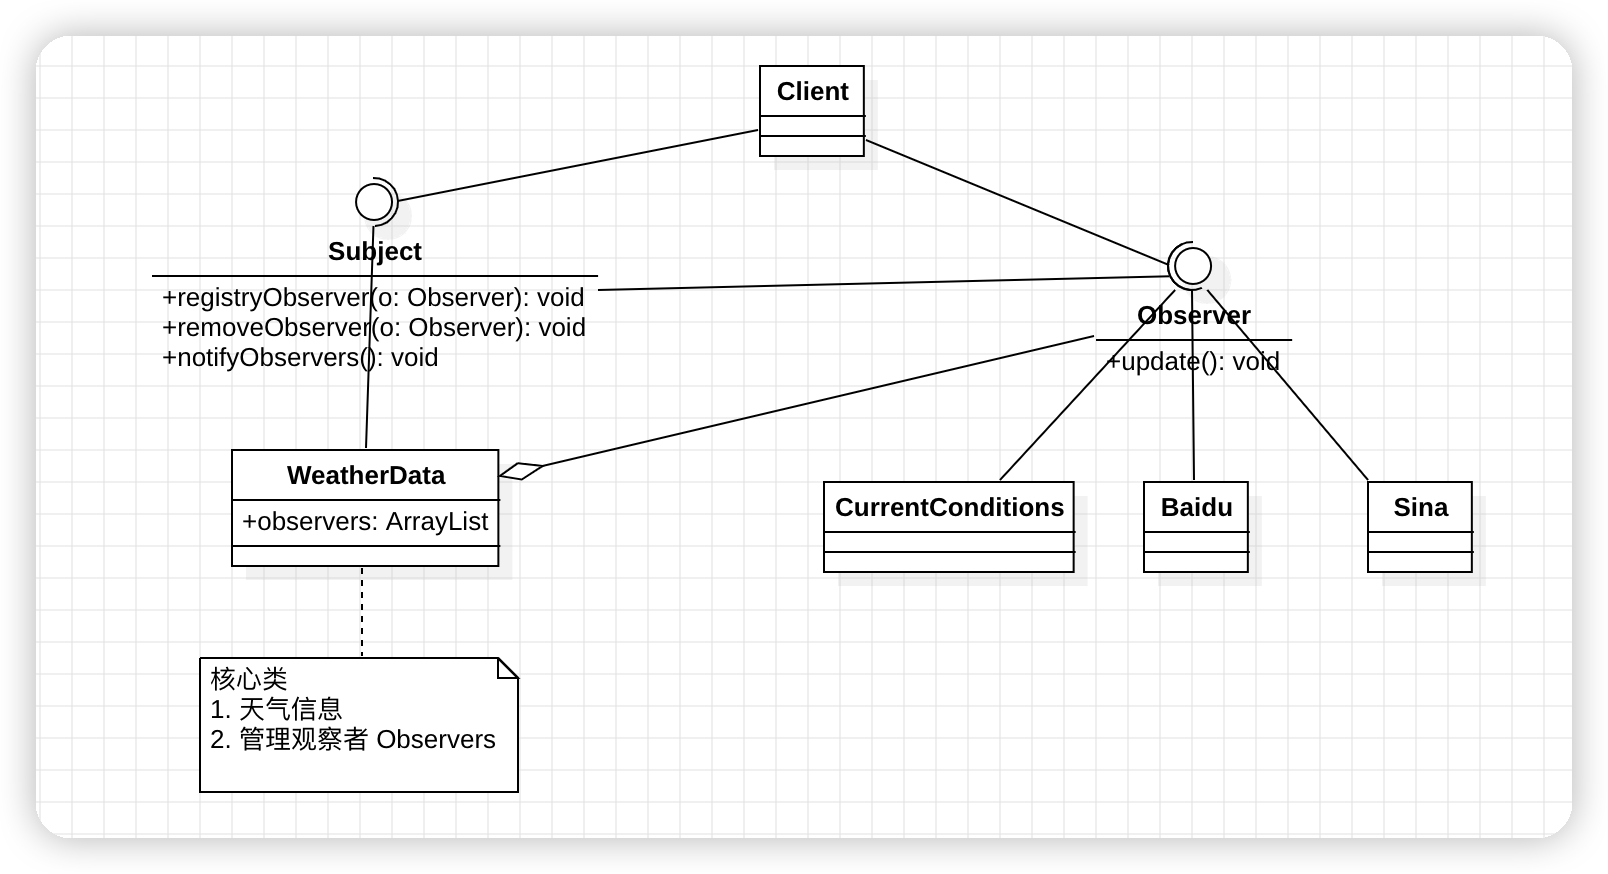 Client
Subject
+registryObserver(o: Observer): void
+removeObserver(o: Observer): void
+notifyObservers(): void
Observer
+update(): void
WeatherData
+observers: ArrayList
CurrentConditions
Baidu
Sina
核心类
1. 天气信息
2. 管理观察者 Observers